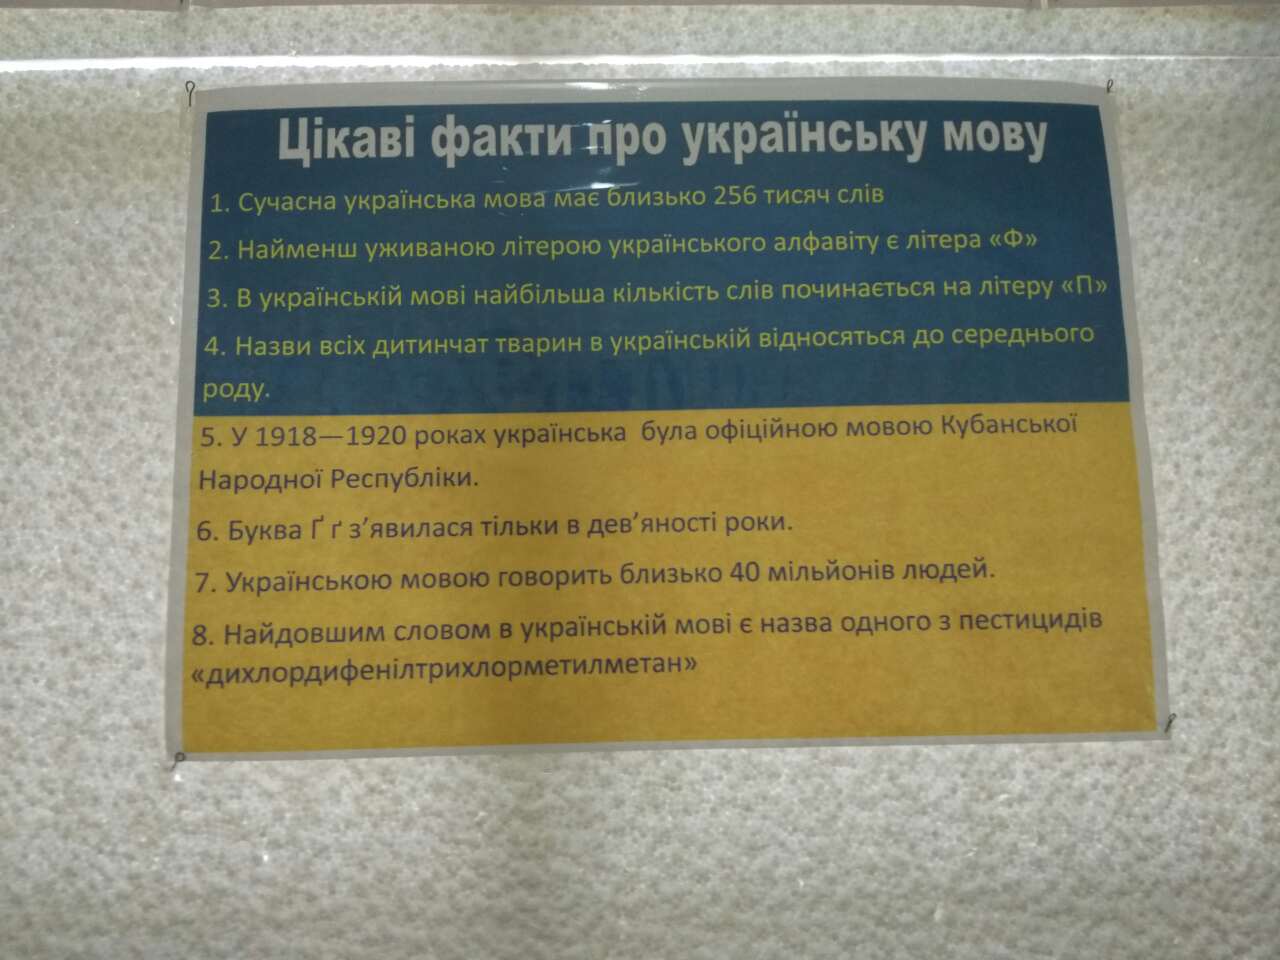 Цікаві факти про українську мову
1. Сучасна українська мова має близько 256 тисяч слів
2. Найменш уживаною літерою українського алфавіту є літера «Ф»
3. В українській мові найбільша кількість слів починається на літеру «П»
4. Назви всіх дитинчат тварин в українській відносяться до середнього
роду.
5. У 1918—1920 роках українська була офіційною мовою Кубанської
Народної Республіки.
6. Буква Ґ ґ з’явилася тільки в дев’яності роки.
7. Українською мовою говорить близько 40 мільйонів людей.
8. Найдовшим словом в українській мові є назва одного з пестицидів
«дихлордифенілтрихлорметилметан»